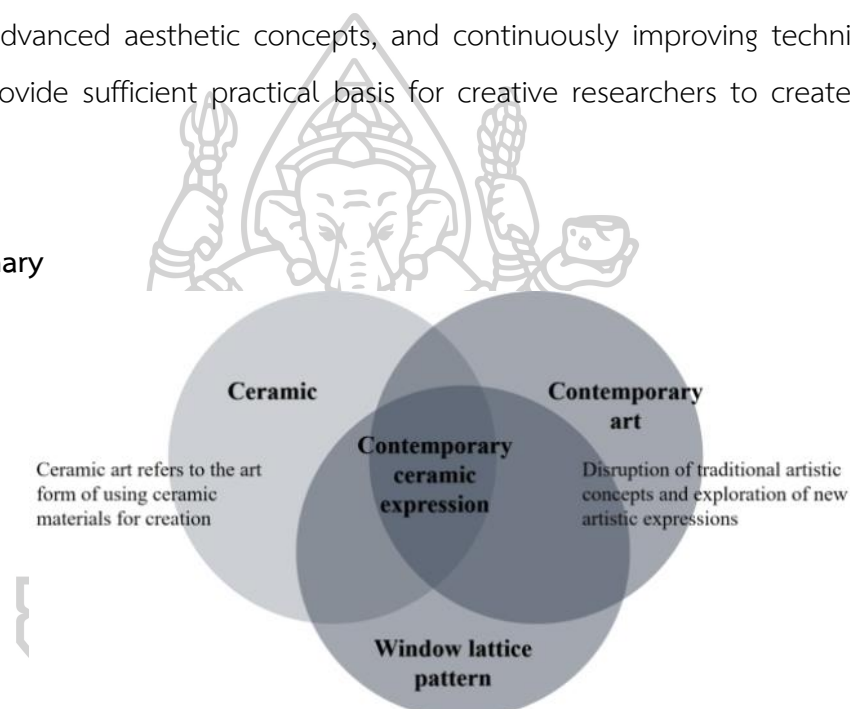 dvanced aesthetic concepts, and continuously improving techni
ovide sufficient practical basis for creative researchers to create
ary
Ceramic
Ceramic art refers to the art
form of using ceramic
materials for creation
Contemporary
art
Disruption of traditional artistic
concepts and exploration of new
artistic expressions
Contemporary
ceramic
expression
Window lattice
pattern